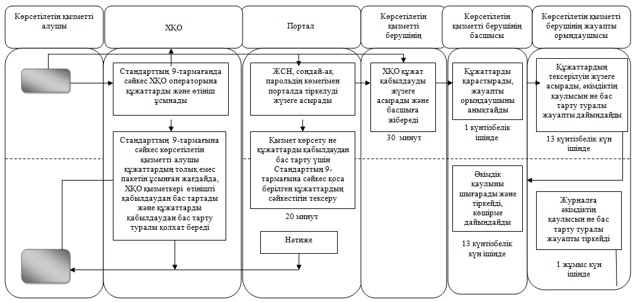 Көрсетілетін қызметті
алушы
ХҚО
Портал
Көрсетілетін
қызметті
берушінің
Көрсетілетін
қызметті берушінің
басшысы
Көрсетілетін қызметті
берушінің жауапты
орындаушысы
Стандарттың 9-тармағында
сәйкес ХҚО операторына
құжаттарды және өтініш
ұсынады
ЖСН, сондай-ақ
парольдің көмегімен
порталда тіркелуді
жүзеге асырады
ХҚО құжат
қабылдауды
жүзеге
асырады және
басшыға
жібереді
30 минут
Құжаттарды
қарастырады,
жауапты
орындаушыны
анықтайды
1 күнтізбелік күн
ішінде
Құжаттардың
тексерілуін жүзеге
асырады, әкімдіктің
қаулысын не бас
тарту туралы
жауапты дайындайды
13 күнтізбелік күн
ішінде
Стандарттың 9-тармағына
сәйкес көрсетілетін
қызметті алушы
құжаттардың толық емес
пакетін ұсынған жағдайда,
ХҚО қызметкері өтінішті
қабылдаудан бас тартады
және құжаттарды
қабылдаудан бас тарту
туралы қолхат береді
Қызмет көрсету не
құжаттарды қабылдаудан
бас тарту үшін
Стандарттың 9-
тармағына сәйкес қоса
берілген құжаттардың
сәйкестігін тексеру
20 минут
Нәтиже
Әкімдік
қаулыны
шығарады және
тіркейді,
көшірме
дайындайды
13 күнтізбелік
күн ішінде
Журналға
әкімдіктің
қаулысын не бас
тарту туралы
жауапты тіркейді
1 жұмыс күн
ішінде